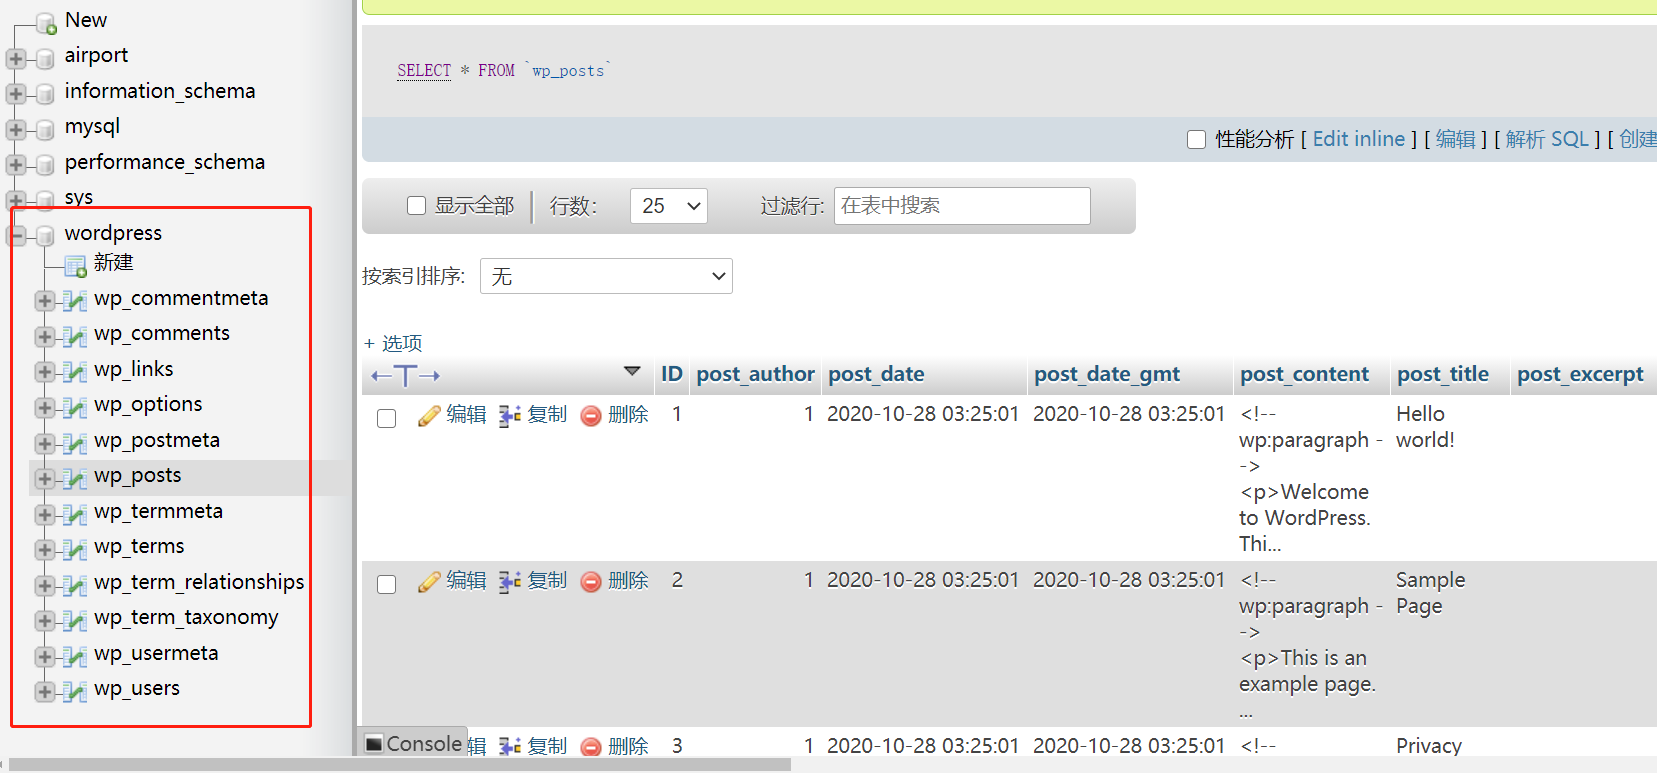 New
airport
information_schema
mysql
performance_schema
sys
wordpress
新建
wp_commentmeta
wp_comments
wp_links
wp_options
wp_postmeta
wp_posts
wp_termmeta
wp_terms
wp_term_relationships
wp_term_taxonomy
wp_usermeta
wp_users
SELECT * FROM `wp_posts`
性能分析 [ Edit inline ] [ 编辑 ] [ 解析 SQL ] [ 创建
显示全部 行数: 25 过滤行: 在表中搜索
按索引排序: 无
+ 选项
←T→ ID post_author post_date post_date_gmt post_content post_title post_excerpt
编辑 复制 删除 1 1 2020-10-28 03:25:01 2020-10-28 03:25:01 <!-- Hello
wp:paragraph - world!
->
<p>Welcome
to WordPress.
Thi...
编辑 复制 删除 2 1 2020-10-28 03:25:01 2020-10-28 03:25:01 <!-- Sample
wp:paragraph - Page
->
<p>This is an
example page.
...
Console 辑 复制 删除 3 1 2020-10-28 03:25:01 2020-10-28 03:25:01 <!-- Privacy